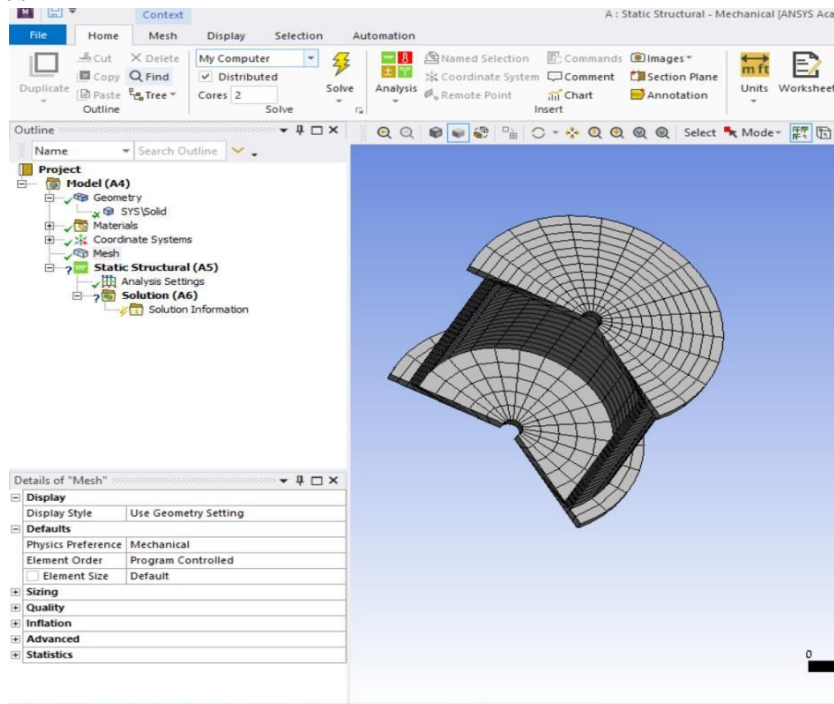 M
Context
A : Static Structural - Mechanical [ANSYS Aca
File Home Mesh Display Selection Automation
Cut Delete My Computer Named Selection Commands Images
Copy Find Distributed Coordinate System Comment Section Plane
Duplicate Paste Tree Cores 2 Solve Analysis Remote Point Chart Annotation Units Worksheet
Outline Solve Insert
Outline
Name Search Outline Select Mode
Project
Model (A4)
Geometry
SYS\Solid
Materials
Coordinate Systems
Mesh
Static Structural (A5)
Analysis Settings
Solution (A6)
Solution Information
Details of "Mesh"
Display
Display Style Use Geometry Setting
Defaults
Physics Preference Mechanical
Element Order Program Controlled
Element Size Default
Sizing
Quality
Inflation
Advanced
Statistics
0